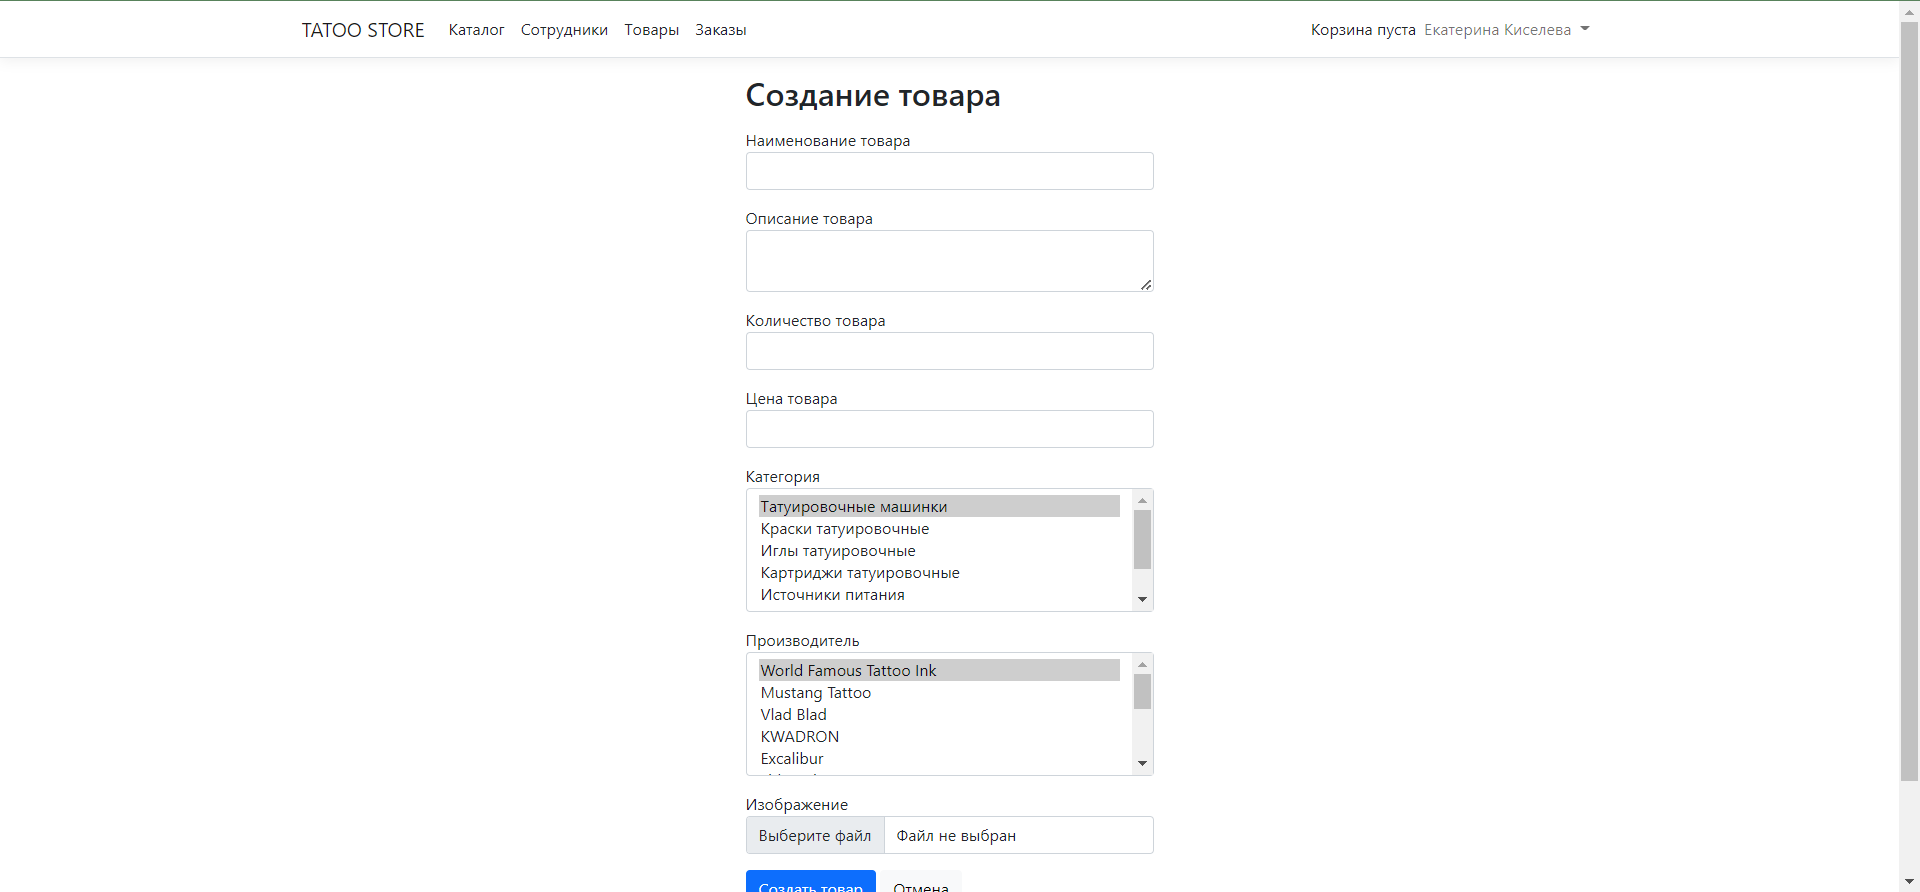 TATOO STORE Каталог Сотрудники Товары Заказы Корзина пуста Екатерина Киселева
Создание товара
Наименование товара
Описание товара
Количество товара
Цена товара
Категория
Татуировочные машинки
Краски татуировочные
Иглы татуировочные
Картриджи татуировочные
Источники питания
Производитель
World Famous Tattoo Ink
Mustang Tattoo
Vlad Blad
KWADRON
Excalibur
Изображение
Выберите файл Файл не выбран
Создать товар Отмена